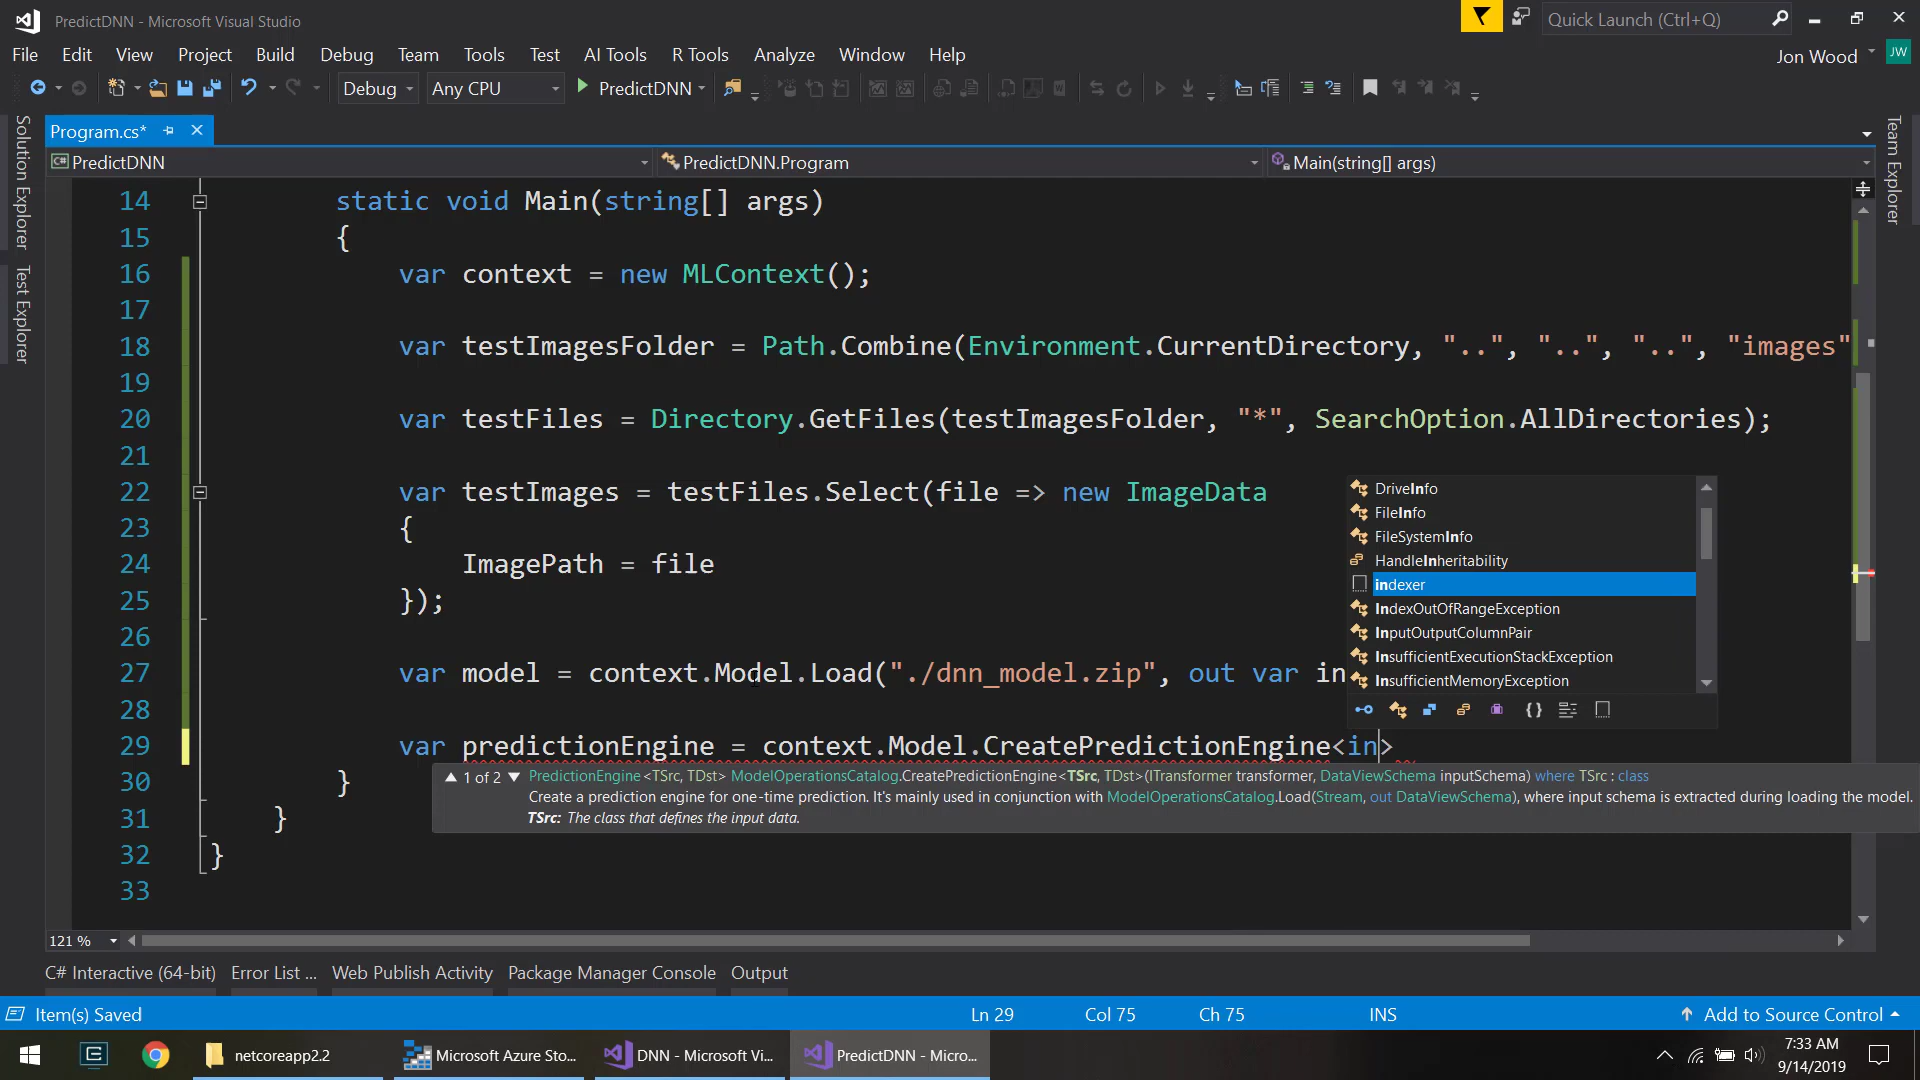 PredictDNN - Microsoft Visual Studio
Quick Launch (Ctrl+Q)
File Edit View Project Build Debug Team Tools Test AI Tools R Tools Analyze Window Help
Jon Wood JW
Debug Any CPU PredictDNN
Program.cs*
PredictDNN PredictDNN.Program Main(string[] args)
Solution Explorer
Test Explorer
Team Explorer
14 static void Main(string[] args)
15 {
16 var context = new MLContext();
17
18 var testImagesFolder = Path.Combine(Environment.CurrentDirectory, "..", "..", "..", "images"
19
20 var testFiles = Directory.GetFiles(testImagesFolder, "*", SearchOption.AllDirectories);
21
22 var testImages = testFiles.Select(file => new ImageData
23 {
24 ImagePath = file
25 });
26
27 var model = context.Model.Load("./dnn_model.zip", out var in
28
29 var predictionEngine = context.Model.CreatePredictionEngine<in>
30 }
31 }
32 }
33
DriveInfo
FileInfo
FileSystemInfo
HandleInheritability
indexer
IndexOutOfRangeException
InputOutputColumnPair
InsufficientExecutionStackException
InsufficientMemoryException
1 of 2 PredictionEngine<TSrc, TDst> ModelOperationsCatalog.CreatePredictionEngine<TSrc, TDst>(ITransformer transformer, DataViewSchema inputSchema) where TSrc : class
Create a prediction engine for one-time prediction. It's mainly used in conjunction with ModelOperationsCatalog.Load(Stream, out DataViewSchema), where input schema is extracted during loading the model.
TSrc: The class that defines the input data.
121 %
C# Interactive (64-bit) Error List ... Web Publish Activity Package Manager Console Output
Item(s) Saved Ln 29 Col 75 Ch 75 INS Add to Source Control
netcoreapp2.2 Microsoft Azure Sto... DNN - Microsoft Vi... PredictDNN - Micro...
7:33 AM
9/14/2019